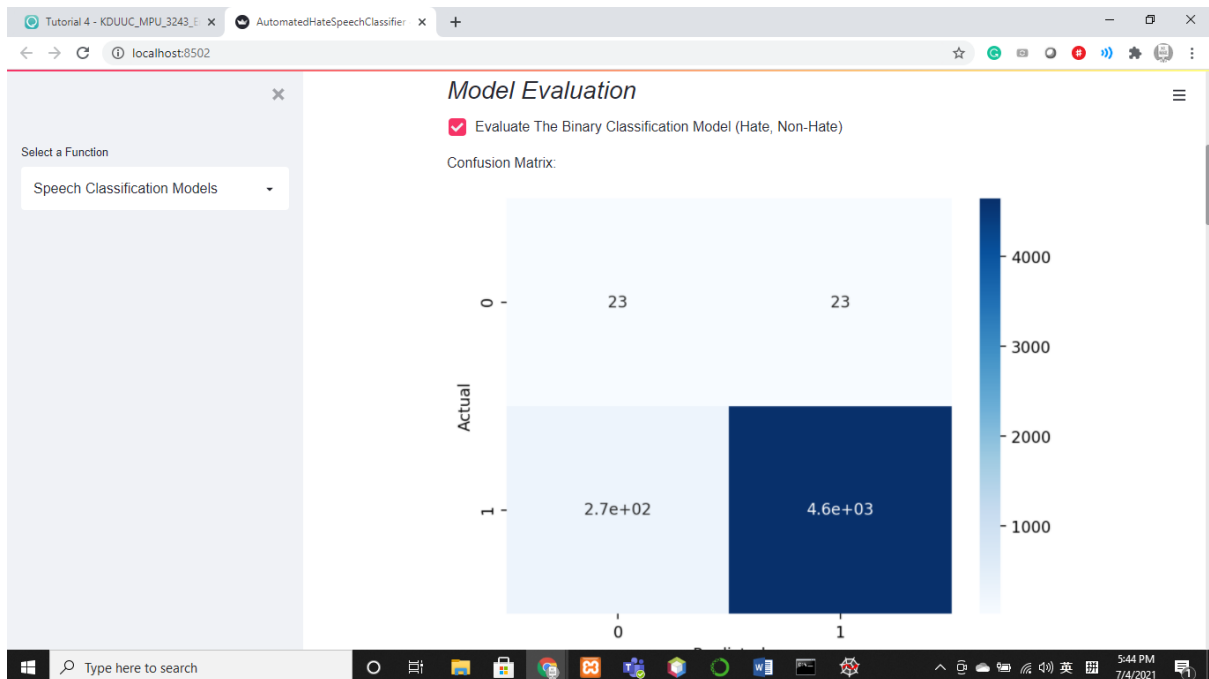 Tutorial 4 - KDUUC_MPU_3243_E
AutomatedHateSpeechClassifier
localhost:8502
Model Evaluation
Evaluate The Binary Classification Model (Hate, Non-Hate)
Select a Function
Confusion Matrix:
Speech Classification Models
4000
0
23
23
3000
Actual
2000
1
2.7e+02
4.6e+03
1000
0
1
Type here to search
英
拼
5:44 PM
7/4/2021